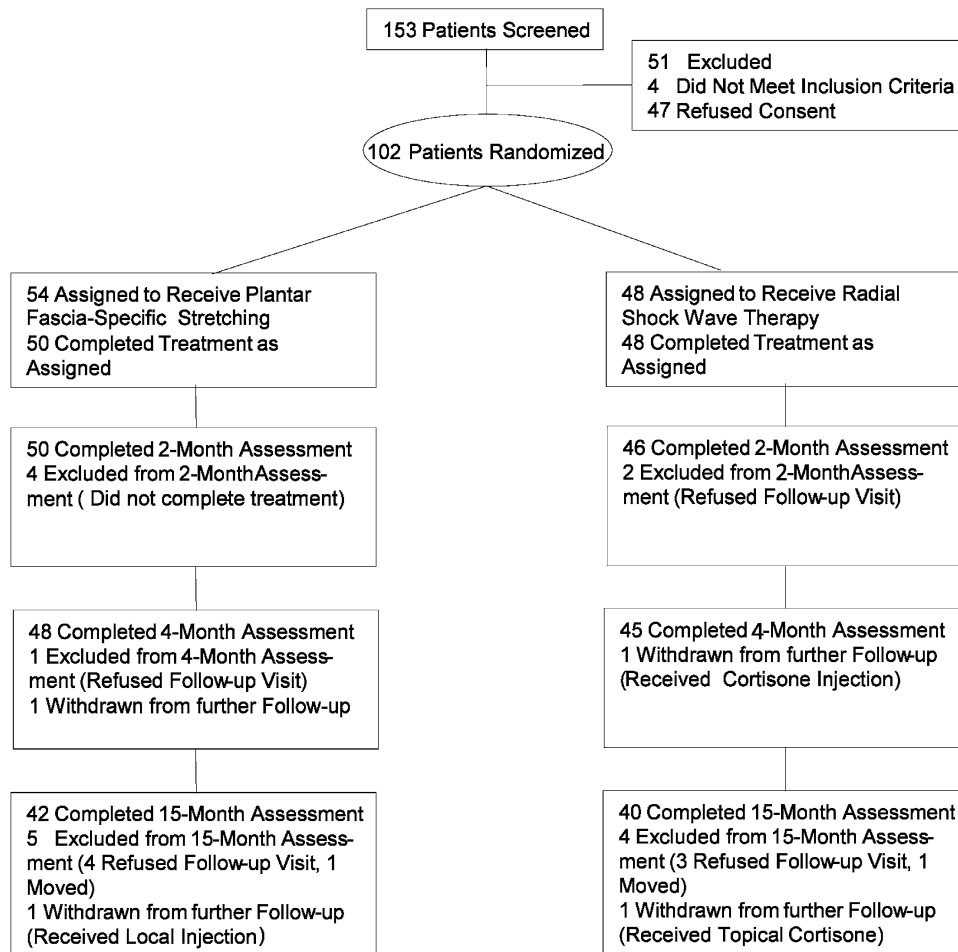 153 Patients Screened
51 Excluded
4 Did Not Meet Inclusion Criteria
47 Refused Consent
102 Patients Randomized
54 Assigned to Receive Plantar
Fascia-Specific Stretching
50 Completed Treatment as
Assigned
48 Assigned to Receive Radial
Shock Wave Therapy
48 Completed Treatment as
Assigned
50 Completed 2-Month Assessment
4 Excluded from 2-MonthAssess-
ment ( Did not complete treatment)
46 Completed 2-Month Assessment
2 Excluded from 2-MonthAssess-
ment (Refused Follow-up Visit)
48 Completed 4-Month Assessment
1 Excluded from 4-Month Assess-
ment (Refused Follow-up Visit)
1 Withdrawn from further Follow-up
45 Completed 4-Month Assessment
1 Withdrawn from further Follow-up
(Received Cortisone Injection)
42 Completed 15-Month Assessment
5 Excluded from 15-Month Assess-
ment (4 Refused Follow-up Visit, 1
Moved)
1 Withdrawn from further Follow-up
(Received Local Injection)
40 Completed 15-Month Assessment
4 Excluded from 15-Month Assess-
ment (3 Refused Follow-up Visit, 1
Moved)
1 Withdrawn from further Follow-up
(Received Topical Cortisone)